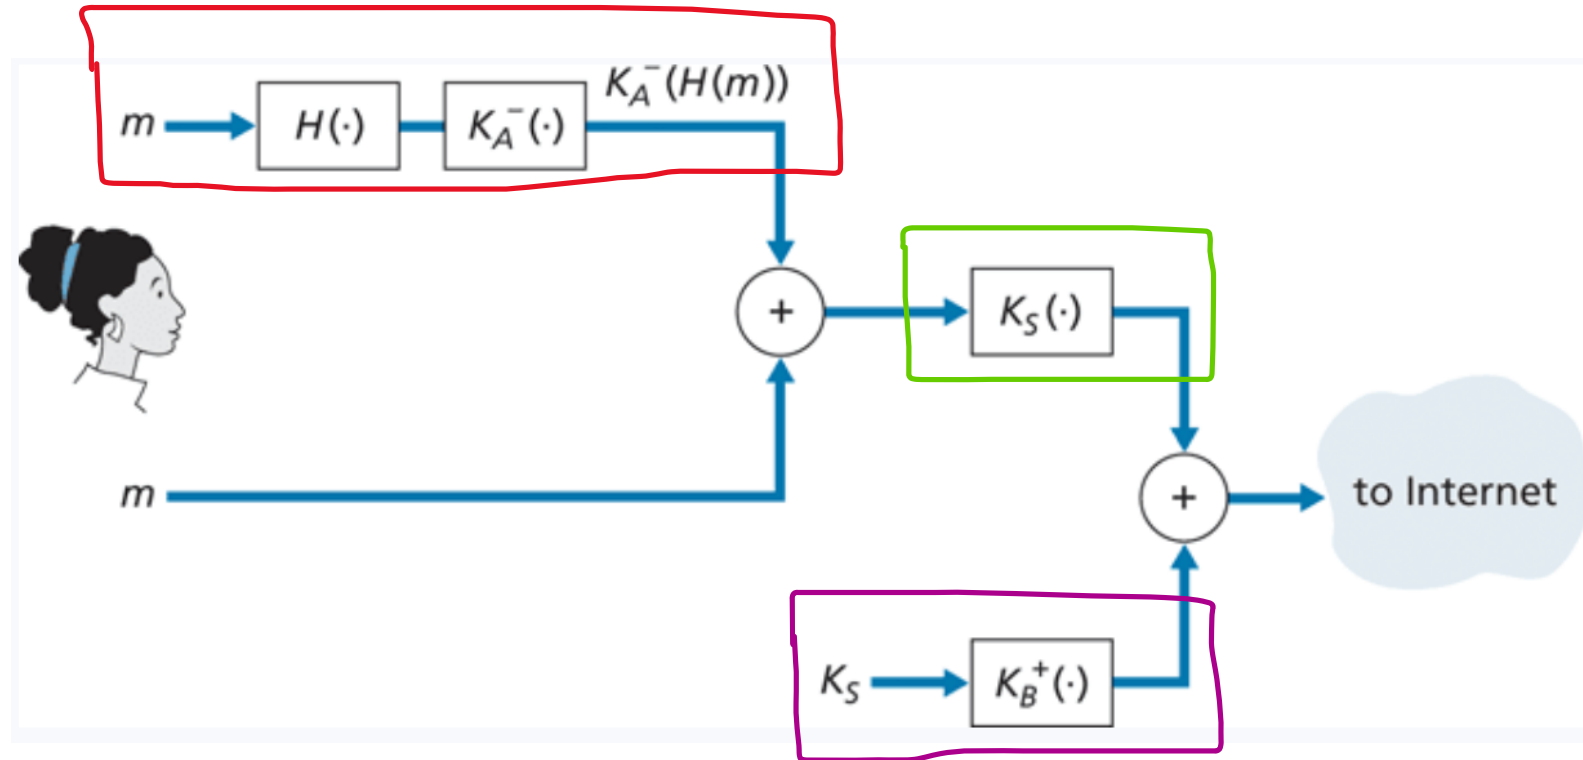 K_A^-(H(m))
m
H(·)
K_A^-(·)
+
K_S(·)
m
+
to Internet
K_S
K_B^+(·)